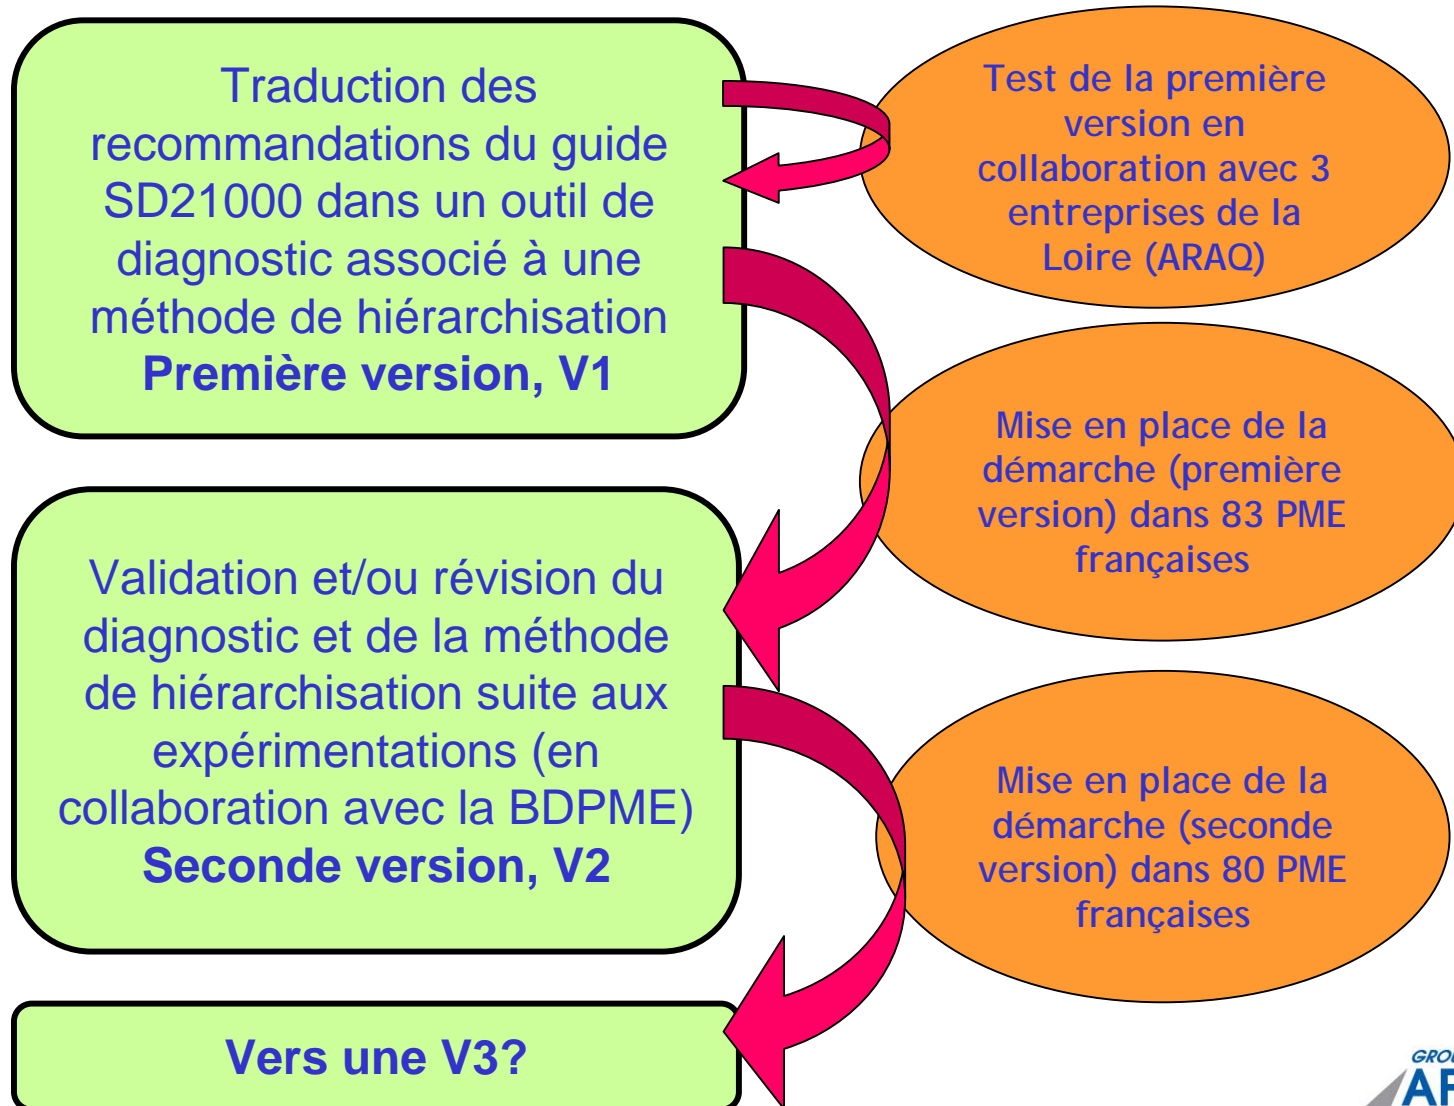 Traduction des
recommandations du guide
SD21000 dans un outil de
diagnostic associé à une
méthode de hiérarchisation
Première version, V1
Test de la première
version en
collaboration avec 3
entreprises de la
Loire (ARAQ)
Mise en place de la
démarche (première
version) dans 83 PME
françaises
Validation et/ou révision du
diagnostic et de la méthode
de hiérarchisation suite aux
expérimentations (en
collaboration avec la BDPME)
Seconde version, V2
Mise en place de la
démarche (seconde
version) dans 80 PME
françaises
Vers une V3?